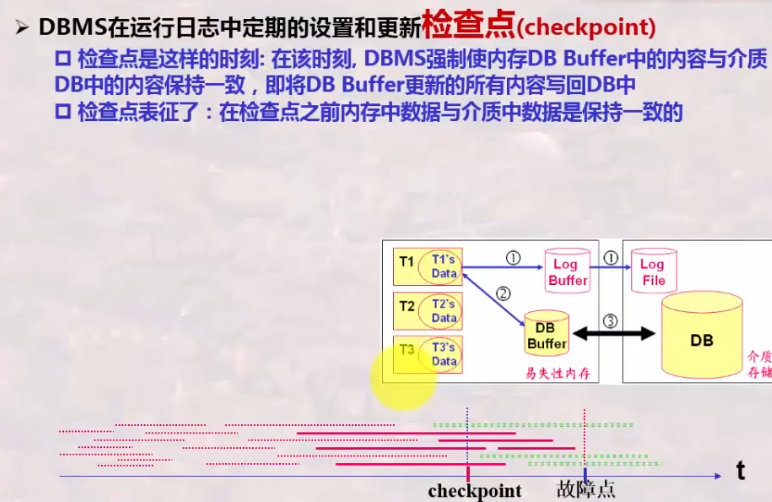 ➢ DBMS在运行日志中定期的设置和更新检查点(checkpoint)
检查点是这样的时刻: 在该时刻, DBMS强制使内存DB Buffer中的内容与介质
DB中的内容保持一致，即将DB Buffer更新的所有内容写回DB中
检查点表征了：在检查点之前内存中数据与介质中数据是保持一致的
T1 T1's
Data
①
Log
Buffer
①
Log
File
②
T2 T2's
Data
DB
Buffer
③
DB
T3 T3's
Data
易失性内存
介质
存储
t
checkpoint
故障点